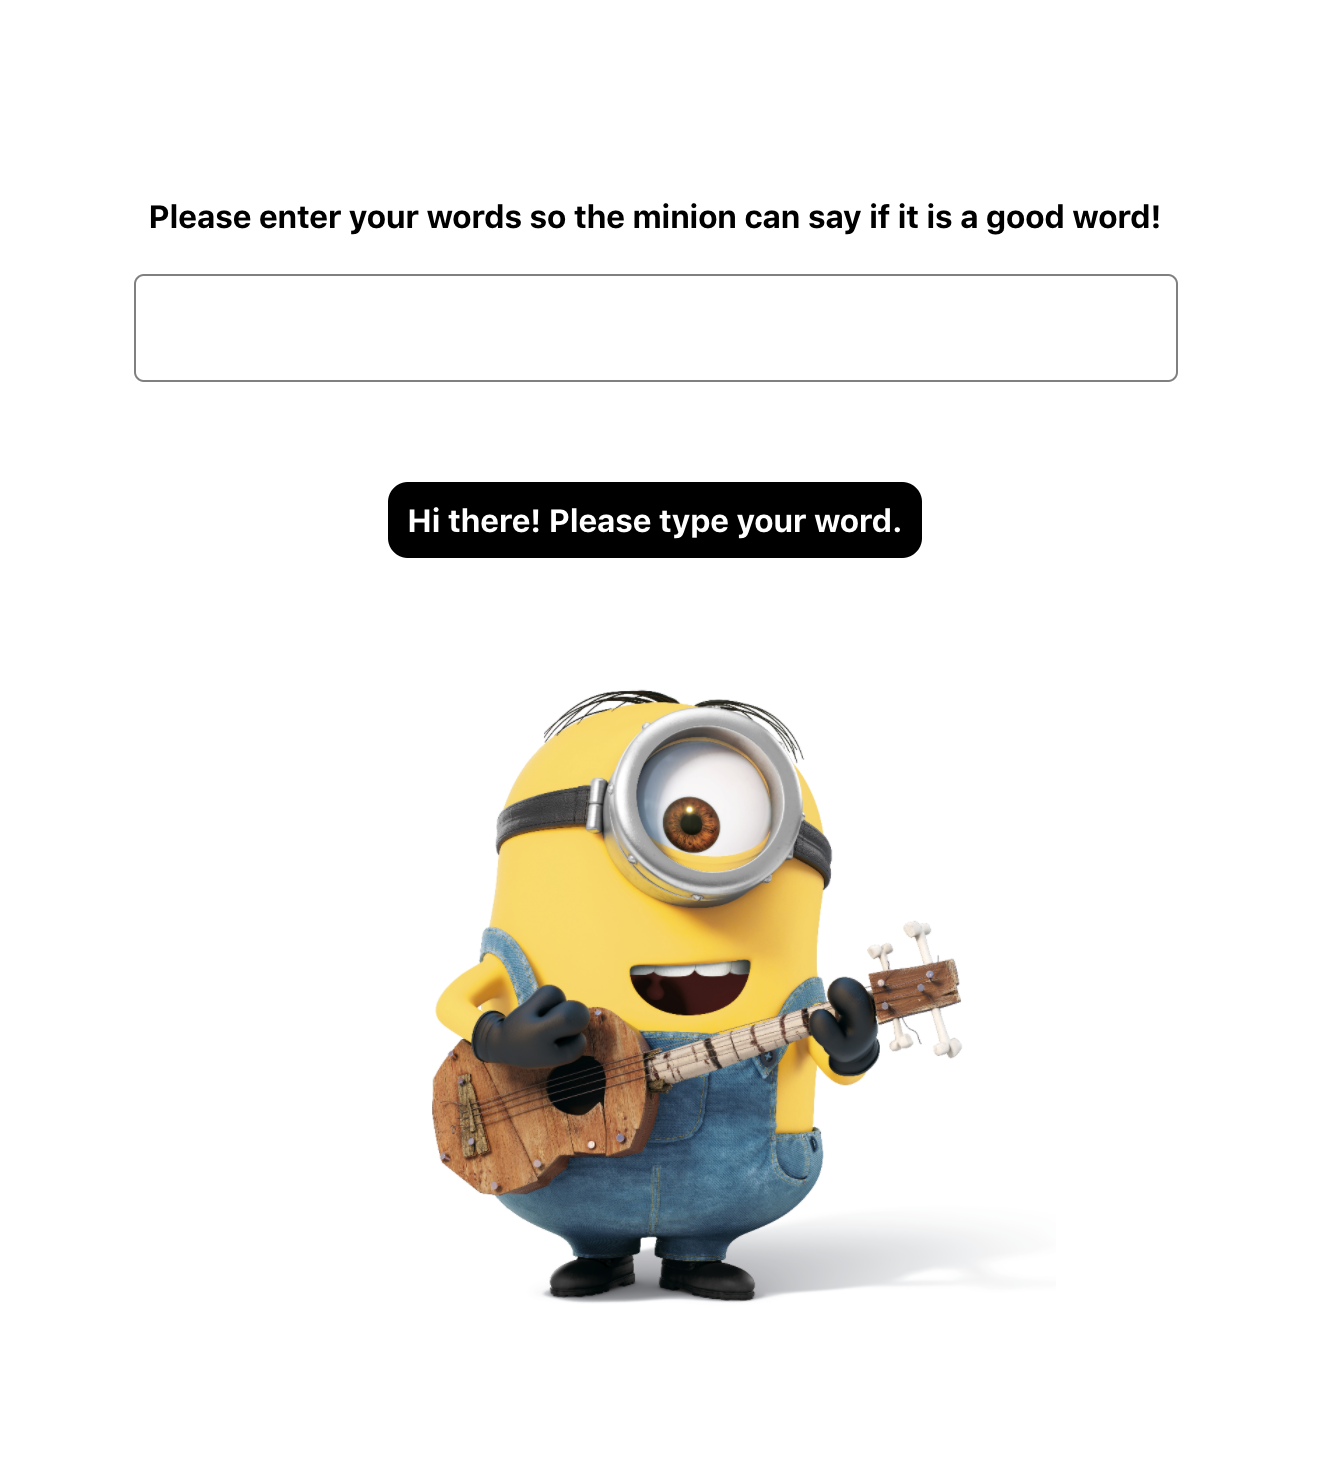 Please enter your words so the minion can say if it is a good word!
Hi there! Please type your word.